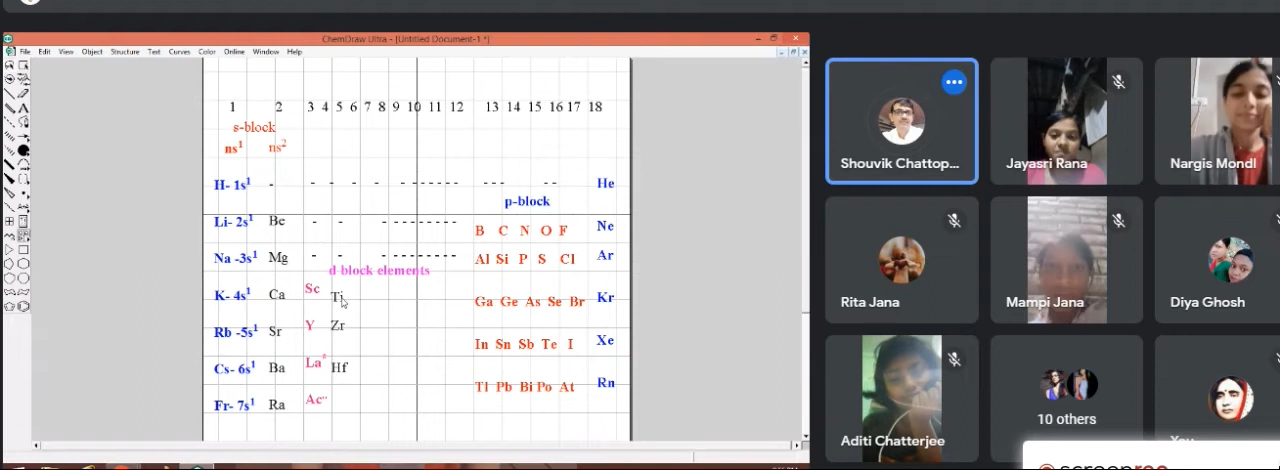 ChemDraw Ultra - [Untitled Document-1 *]
File Edit View Object Structure Text Curves Color Online Window Help
1 2 3 4 5 6 7 8 9 10 11 12 13 14 15 16 17 18
s-block
ns¹ ns²
H- 1s¹ - - - - - - - - - - - - - - - - He
p-block
Li- 2s¹ Be - - - - - - - - - - - B C N O F Ne
Na -3s¹ Mg - - - - - - - - - - - Al Si P S Cl Ar
d block elements
K- 4s¹ Ca Sc Ti Ga Ge As Se Br Kr
Rb -5s¹ Sr Y Zr In Sn Sb Te I Xe
Cs- 6s¹ Ba La* Hf Tl Pb Bi Po At Rn
Fr- 7s¹ Ra Ac**
Shouvik Chattop...
Jayasri Rana
Nargis Mondl
Rita Jana
Mampi Jana
Diya Ghosh
Aditi Chatterjee
10 others
You